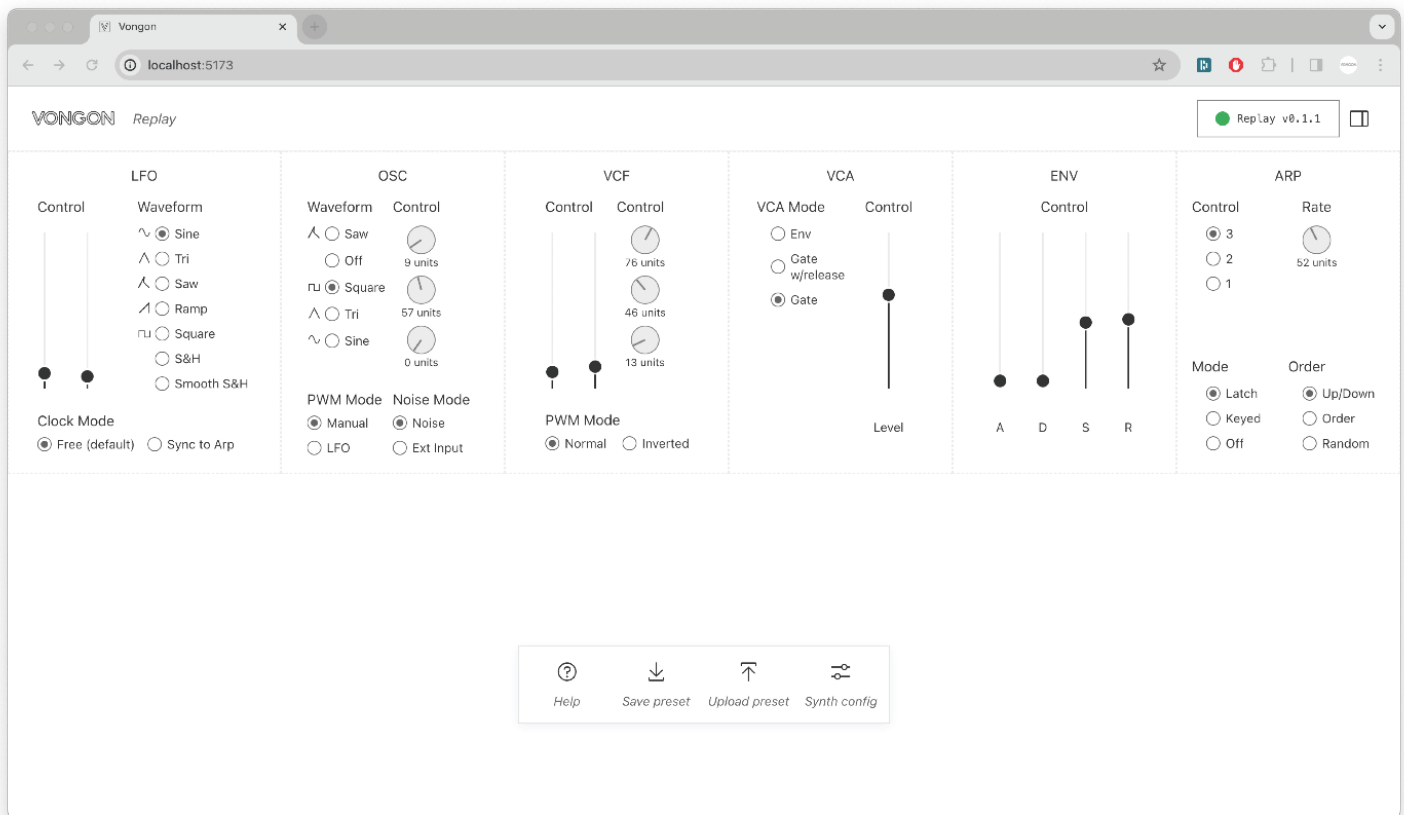 Vongon
localhost:5173
VONGON Replay
Replay v0.1.1
LFO
Control Waveform
Sine
Tri
Saw
Ramp
Square
S&H
Smooth S&H
Clock Mode
Free (default) Sync to Arp
OSC
Waveform Control
Saw
Off
Square
Tri
Sine
9 units
57 units
0 units
PWM Mode Noise Mode
Manual Noise
LFO Ext Input
VCF
Control Control
76 units
46 units
13 units
PWM Mode
Normal Inverted
VCA
VCA Mode Control
Env
Gate
w/release
Gate
Level
ENV
Control
A D S R
ARP
Control Rate
3
2
1
52 units
Mode Order
Latch Up/Down
Keyed Order
Off Random
Help Save preset Upload preset Synth config